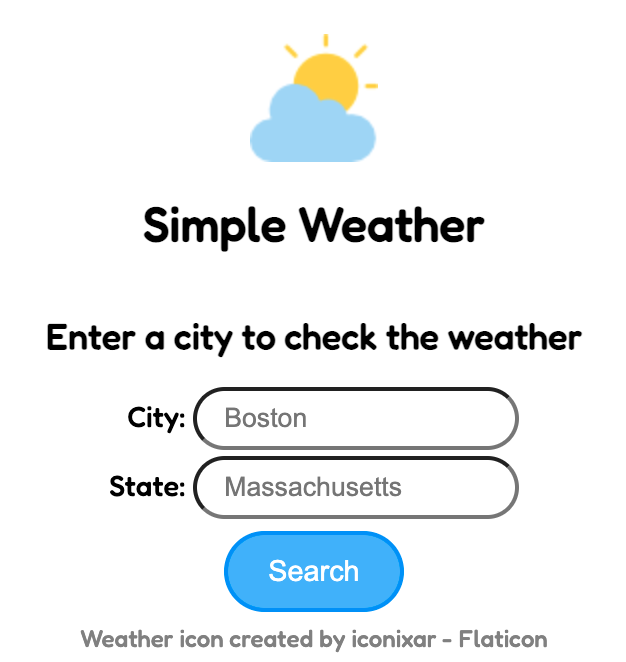 Simple Weather
Enter a city to check the weather
City: Boston
State: Massachusetts
Search
Weather icon created by iconixar - Flaticon